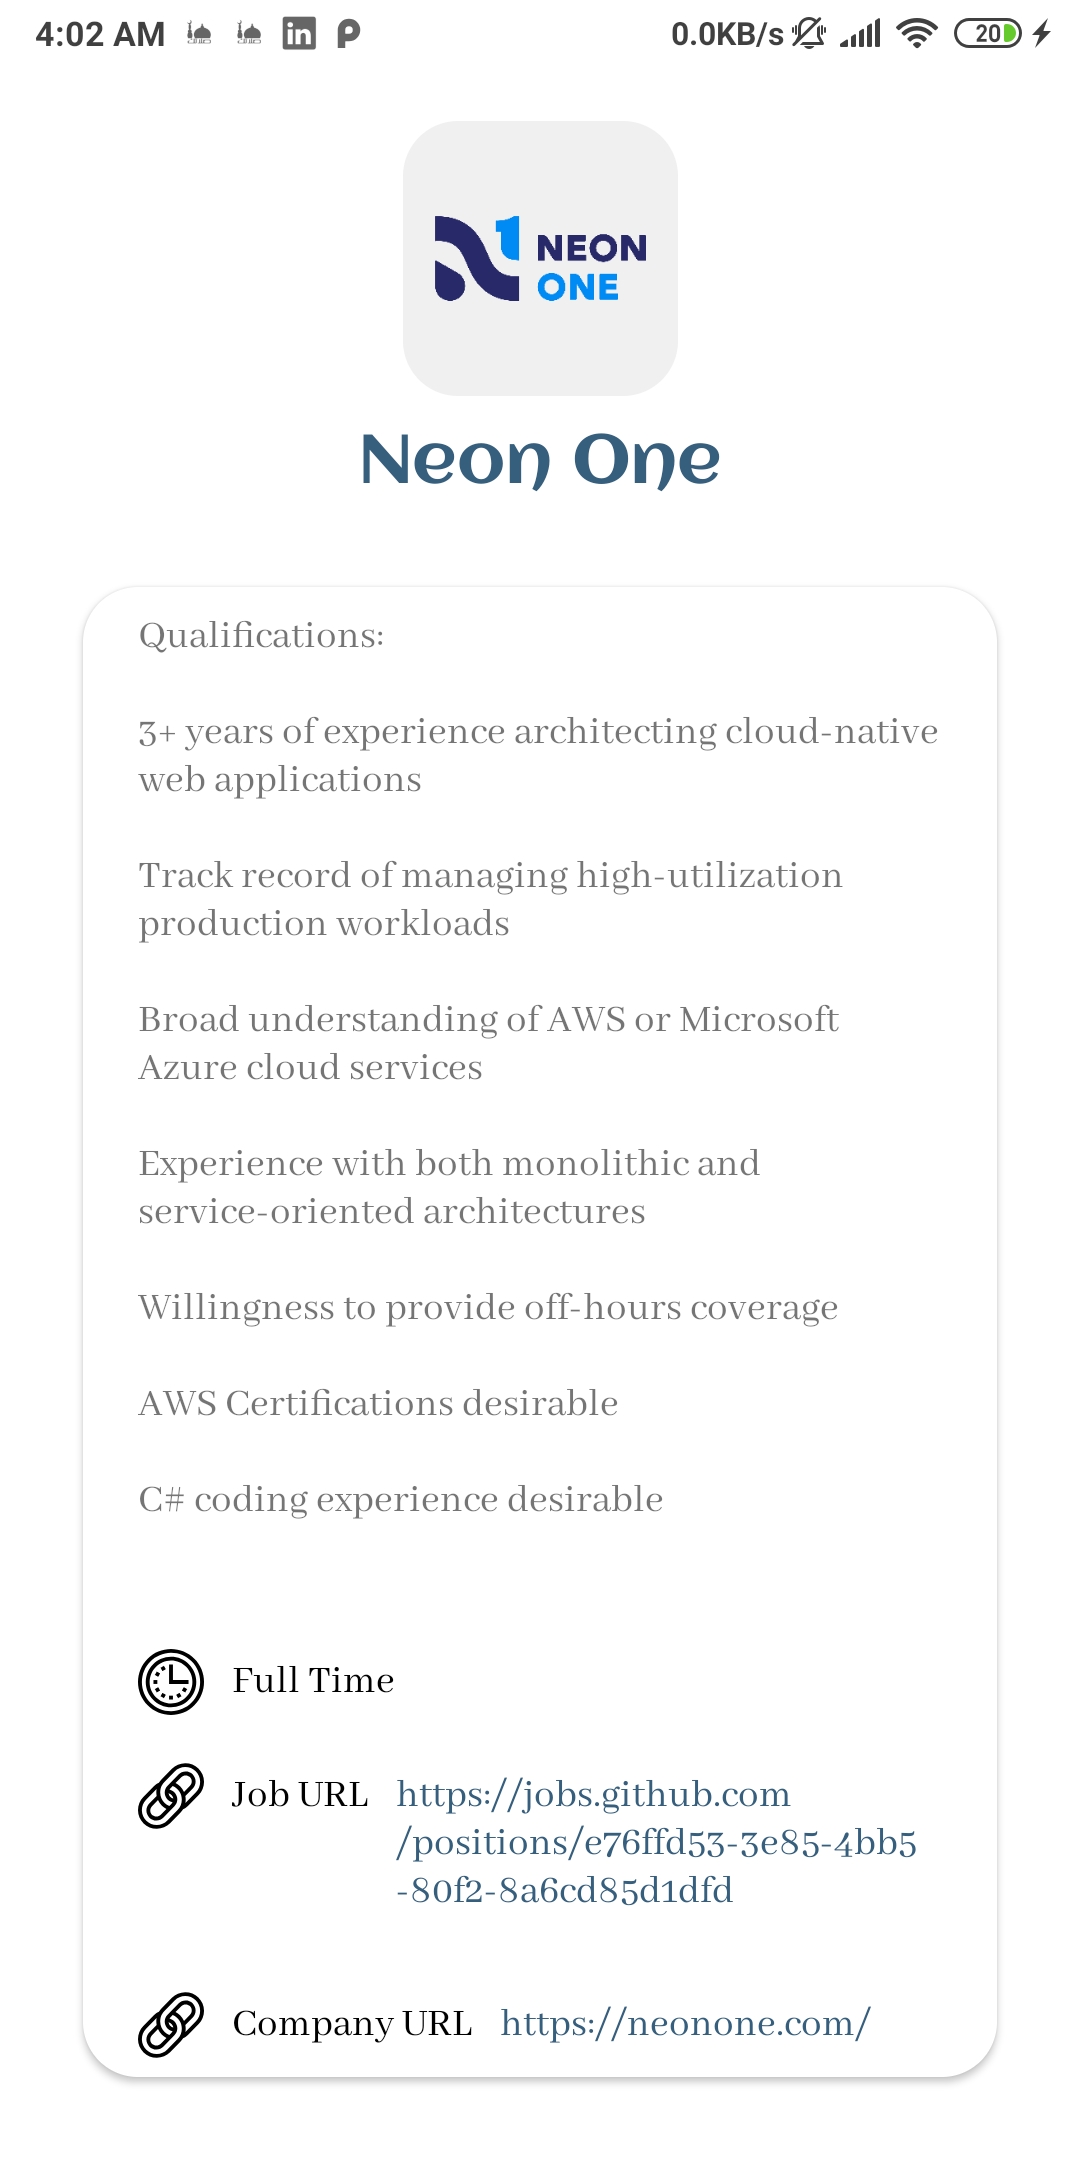 4:02 AM 0.0KB/s 20
NEON
ONE
Neon One
Qualifications:
3+ years of experience architecting cloud-native
web applications
Track record of managing high-utilization
production workloads
Broad understanding of AWS or Microsoft
Azure cloud services
Experience with both monolithic and
service-oriented architectures
Willingness to provide off-hours coverage
AWS Certifications desirable
C# coding experience desirable
Full Time
Job URL https://jobs.github.com
/positions/e76ffd53-3e85-4bb5
-80f2-8a6cd85d1dfd
Company URL https://neonone.com/